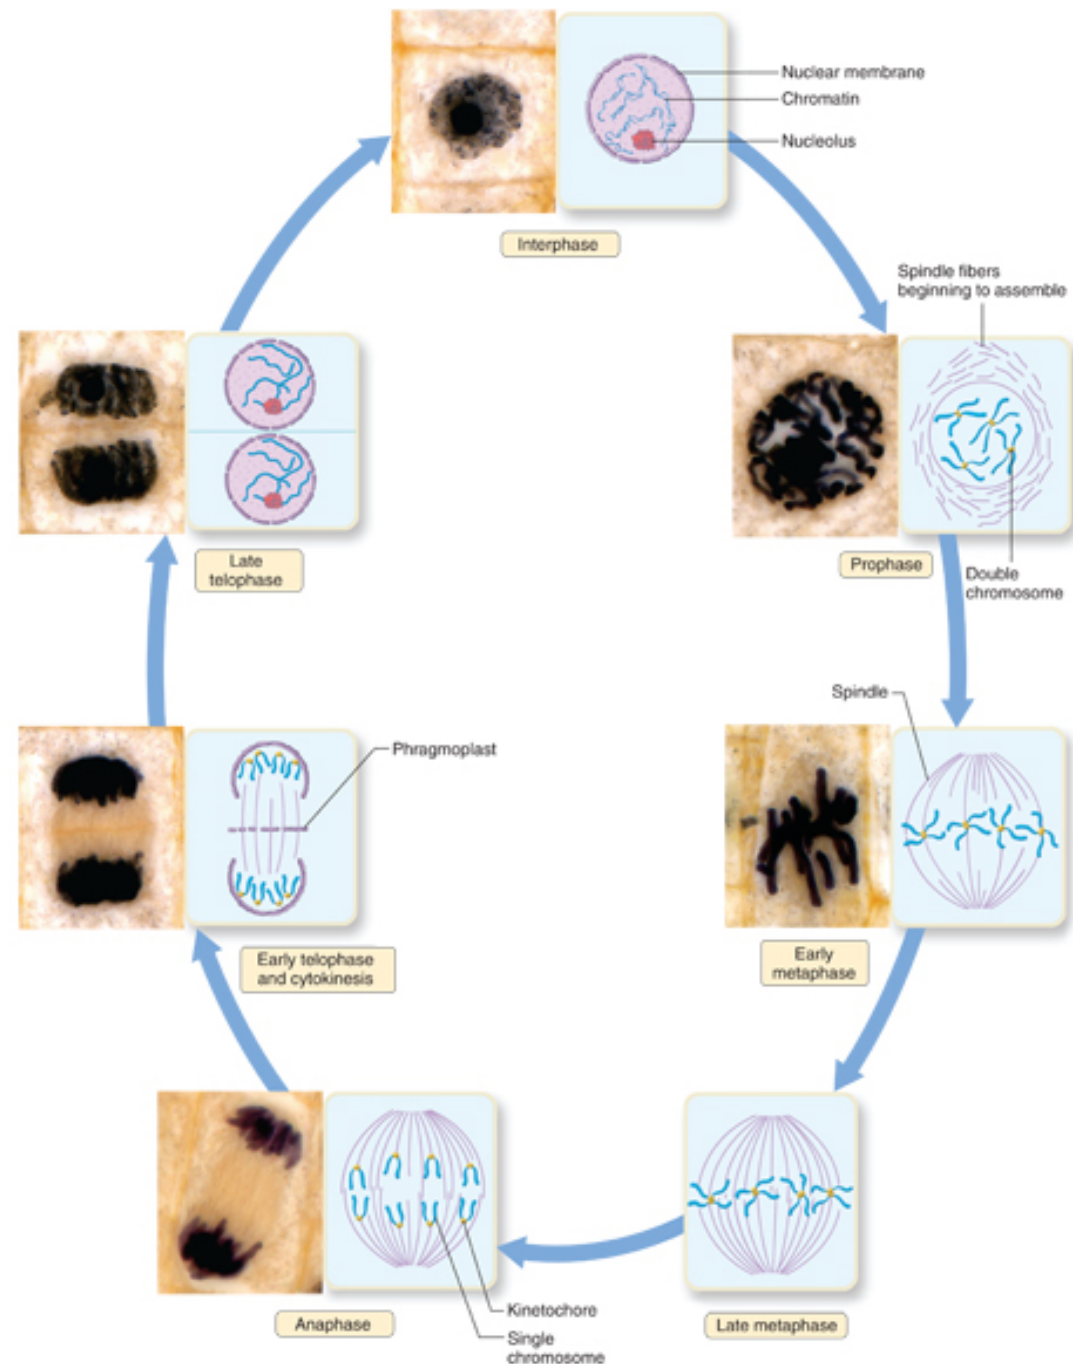 Nuclear membrane
Chromatin
Nucleolus
Interphase
Spindle fibers
beginning to assemble
Prophase
Double
chromosome
Spindle
Early
metaphase
Late metaphase
Kinetochore
Single
chromosome
Anaphase
Phragmoplast
Early telophase
and cytokinesis
Late
telophase